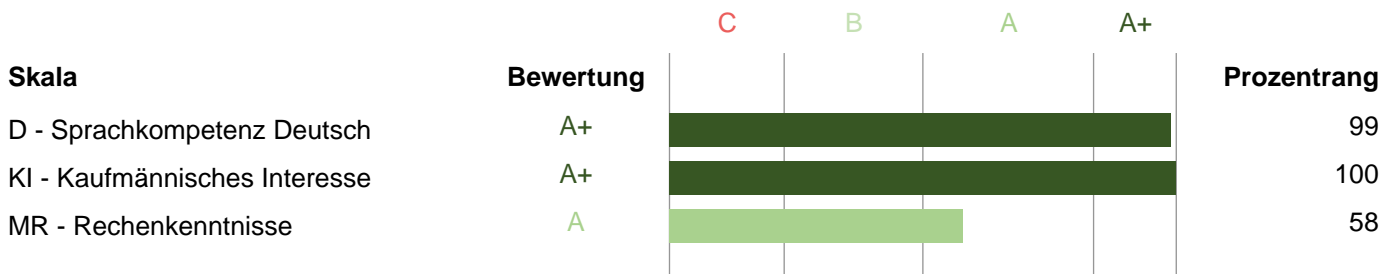 C B A A+
Skala Bewertung Prozentrang
D - Sprachkompetenz Deutsch A+ 99
KI - Kaufmännisches Interesse A+ 100
MR - Rechenkenntnisse A 58